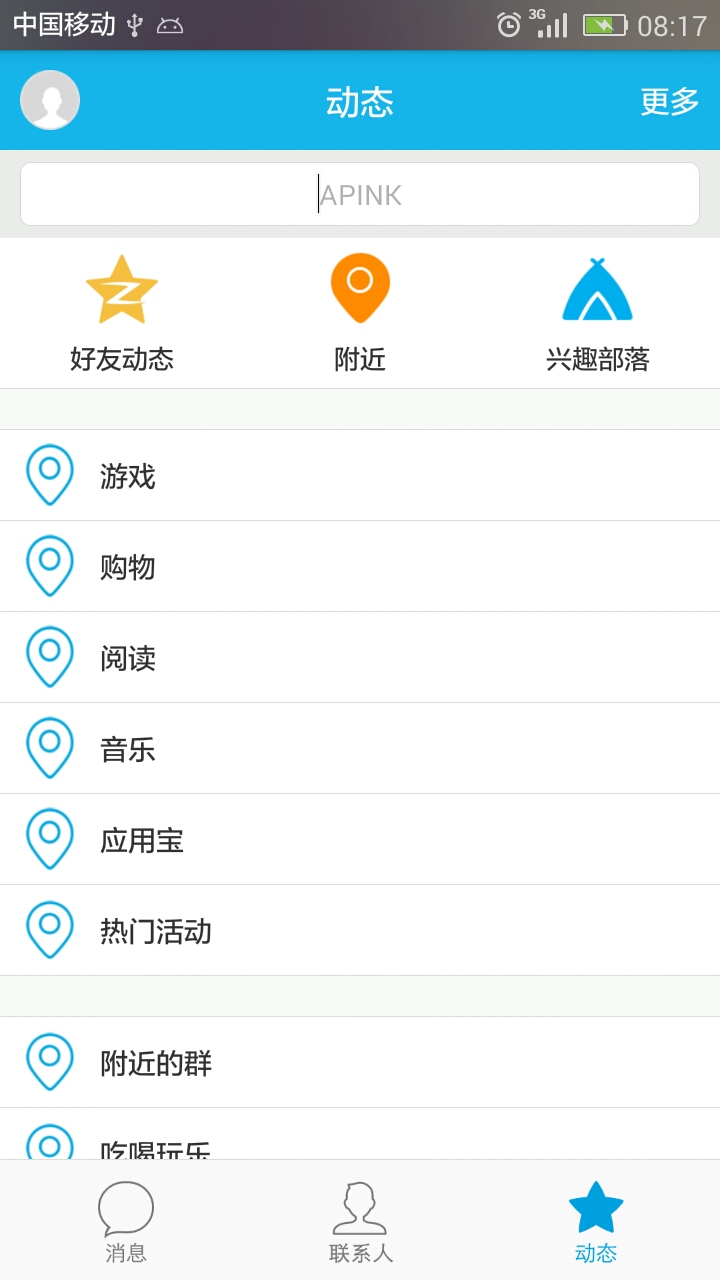 中国移动 3G 08:17
动态 更多
APINK
好友动态 附近 兴趣部落
游戏
购物
阅读
音乐
应用宝
热门活动
附近的群
吃喝玩乐
消息 联系人 动态